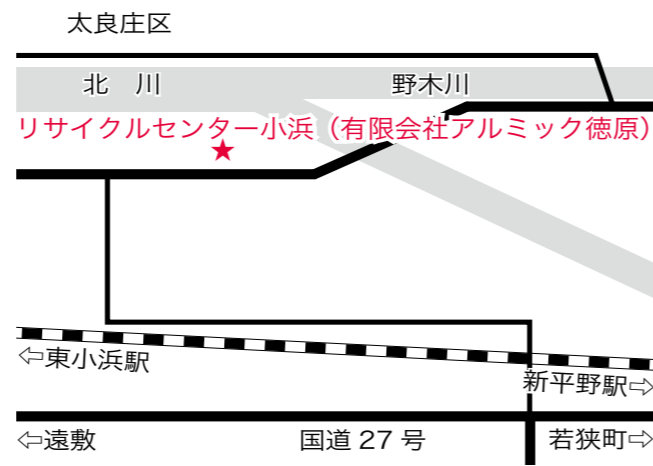 太良庄区
北 川
野木川
リサイクルセンター小浜（有限会社アルミック徳原）
★
⇦東小浜駅
新平野駅⇨
⇦遠敷
国道 27 号
若狭町⇨